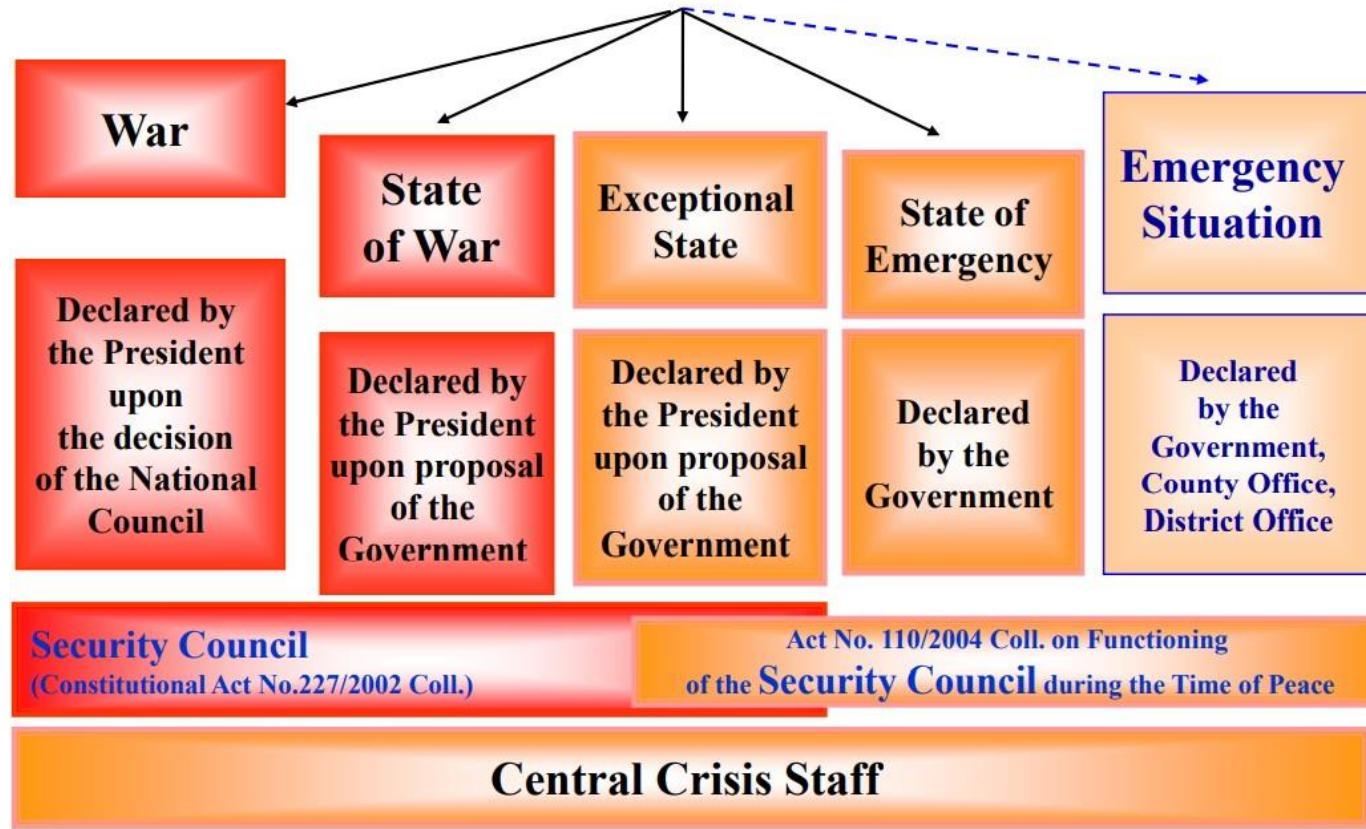 War
Declared by
the President
upon
the decision
of the National
Council
State
of War
Declared by
the President
upon proposal
of the
Government
Exceptional
State
Declared by
the President
upon proposal
of the
Government
State of
Emergency
Declared
by the
Government
Emergency
Situation
Declared
by the
Government,
County Office,
District Office
Security Council
(Constitutional Act No.227/2002 Coll.)
Act No. 110/2004 Coll. on Functioning
of the Security Council during the Time of Peace
Central Crisis Staff